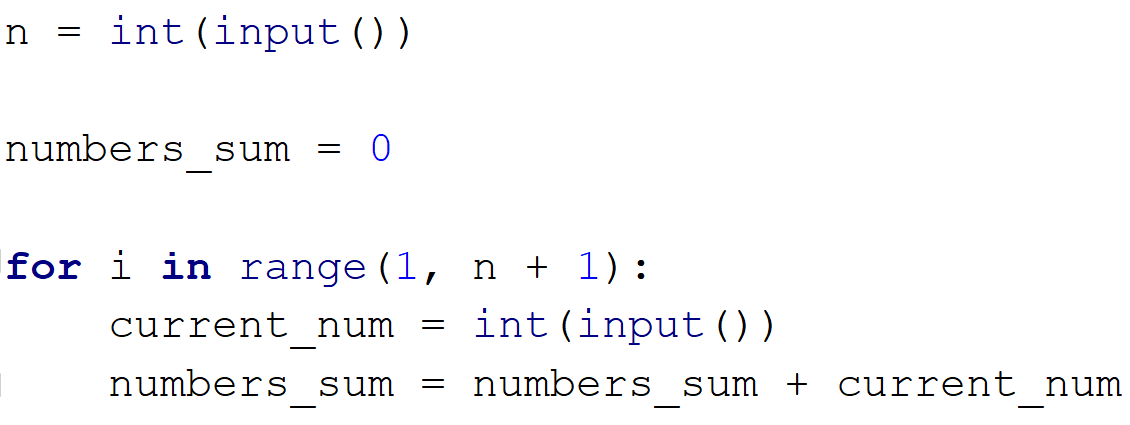 n = int(input())
numbers_sum = 0
for i in range(1, n + 1):
    current_num = int(input())
    numbers_sum = numbers_sum + current_num